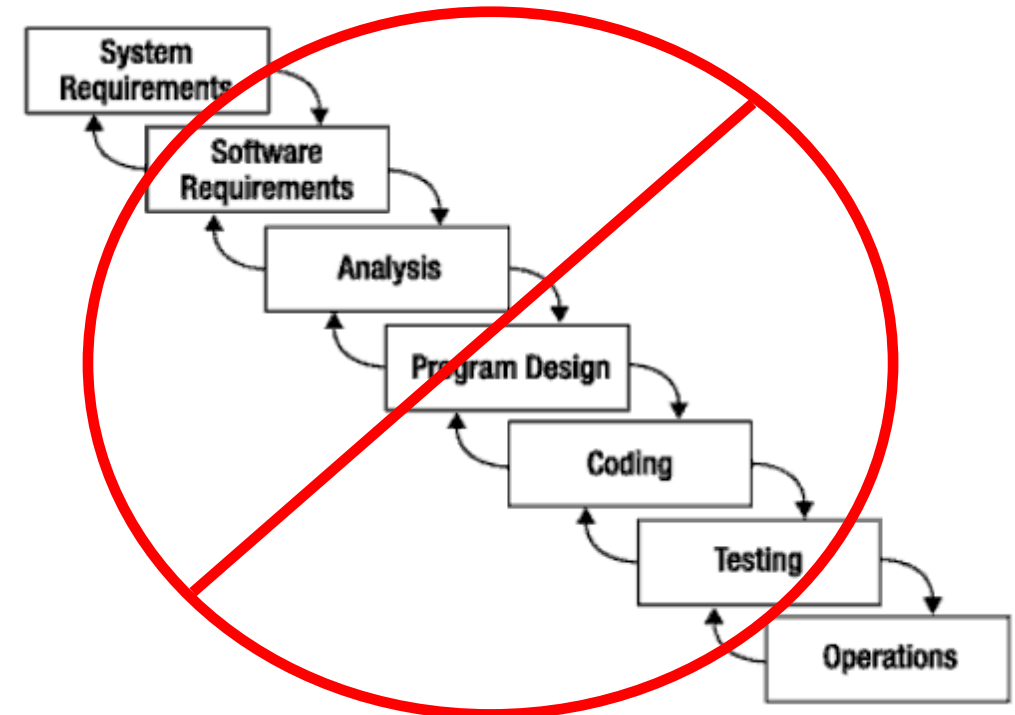 System
Requirements
Software
Requirements
Analysis
Program Design
Coding
Testing
Operations